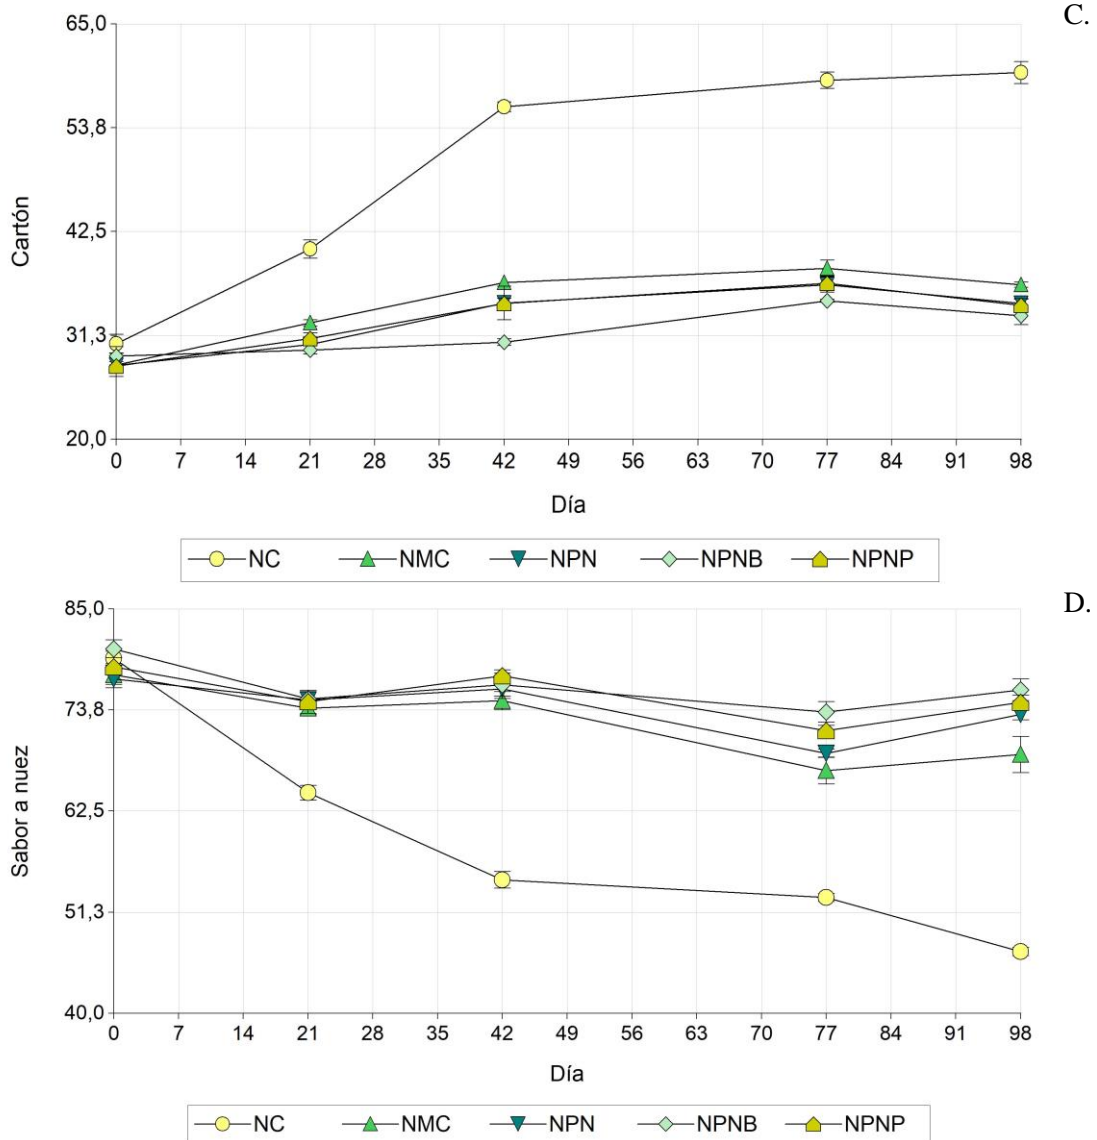 C.
65,0
53,8
42,5
31,3
20,0
Cartón
0 7 14 21 28 35 42 49 56 63 70 77 84 91 98
Día
NC NMC NPN NPNB NPNP
D.
85,0
73,8
62,5
51,3
40,0
Sabor a nuez
0 7 14 21 28 35 42 49 56 63 70 77 84 91 98
Día
NC NMC NPN NPNB NPNP